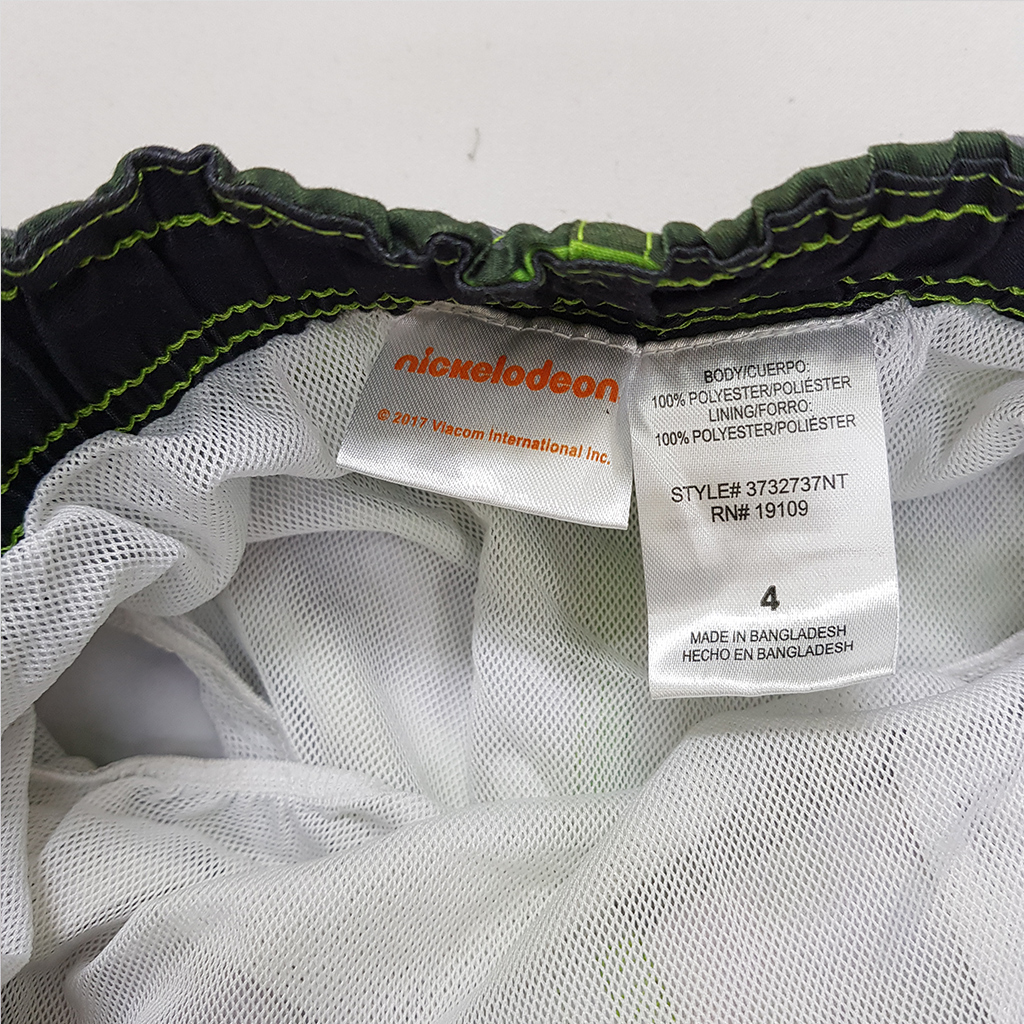 nickelodeon
© 2017 Viacom International Inc.
BODY/CUERPO:
100% POLYESTER/POLIÉSTER
LINING/FORRO:
100% POLYESTER/POLIÉSTER
STYLE# 3732737NT
RN# 19109
4
MADE IN BANGLADESH
HECHO EN BANGLADESH